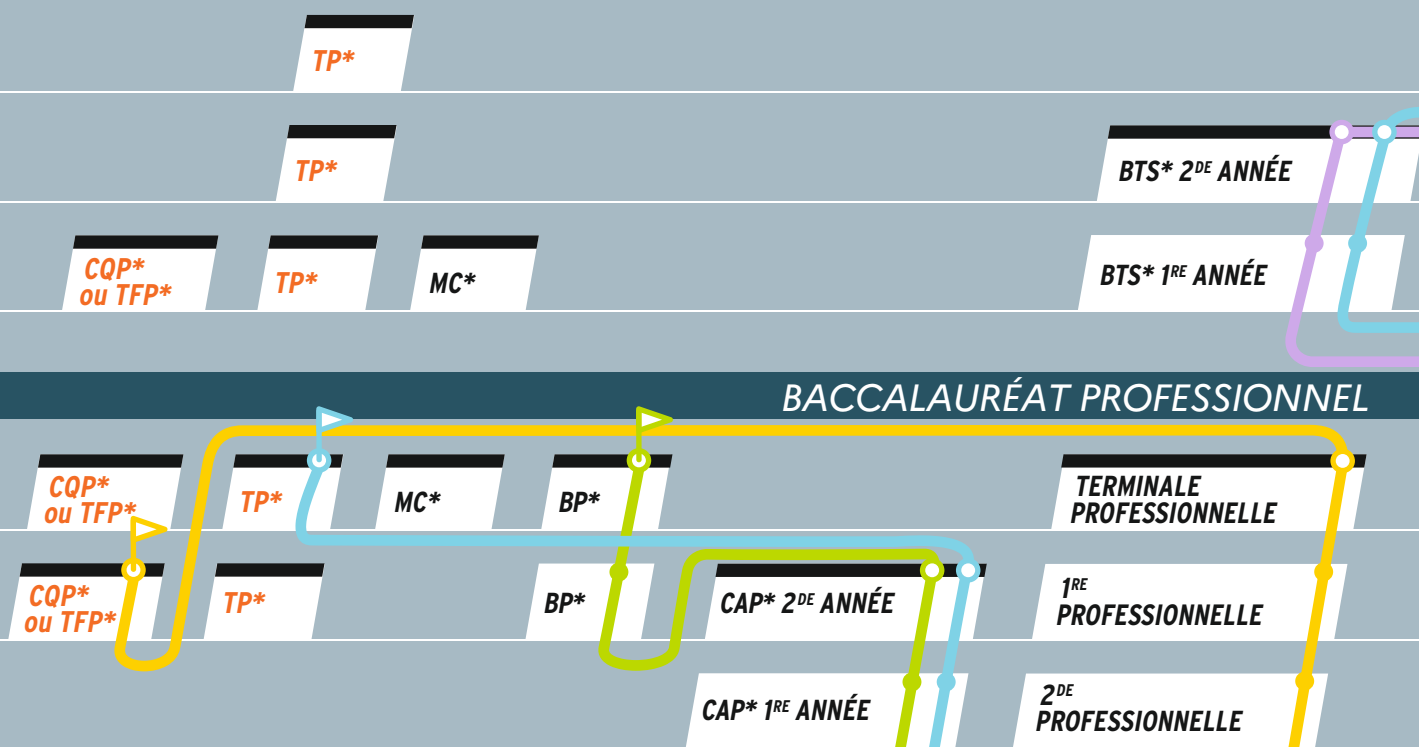 TP*
TP*
BTS* 2DE ANNÉE
CQP*
ou TFP*
TP*
MC*
BTS* 1RE ANNÉE
BACCALAURÉAT PROFESSIONNEL
CQP*
ou TFP*
TP*
MC*
BP*
TERMINALE
PROFESSIONNELLE
CQP*
ou TFP*
TP*
BP*
CAP* 2DE ANNÉE
1RE
PROFESSIONNELLE
CAP* 1RE ANNÉE
2DE
PROFESSIONNELLE